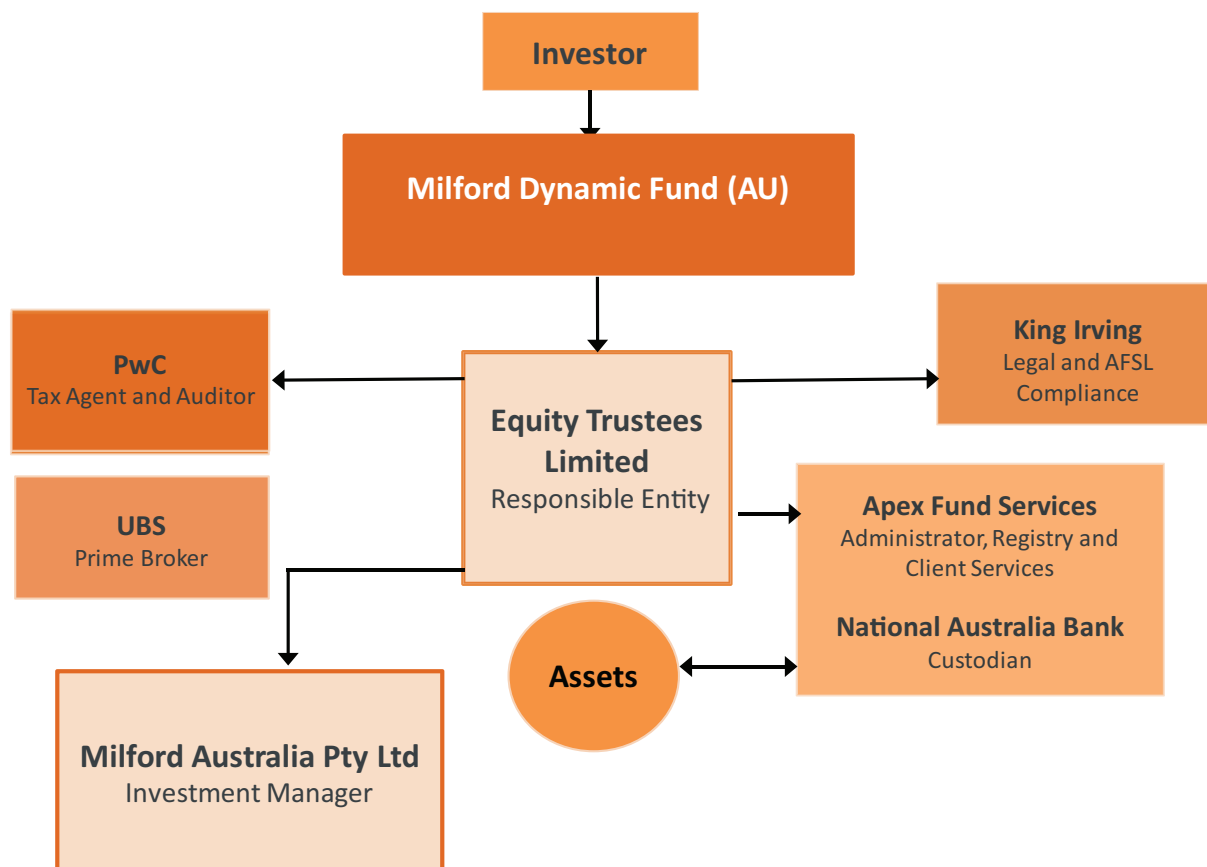 Investor
Milford Dynamic Fund (AU)
PwC
Tax Agent and Auditor
King Irving
Legal and AFSL
Compliance
Equity Trustees
Limited
Responsible Entity
UBS
Prime Broker
Apex Fund Services
Administrator, Registry and
Client Services
National Australia Bank
Custodian
Assets
Milford Australia Pty Ltd
Investment Manager